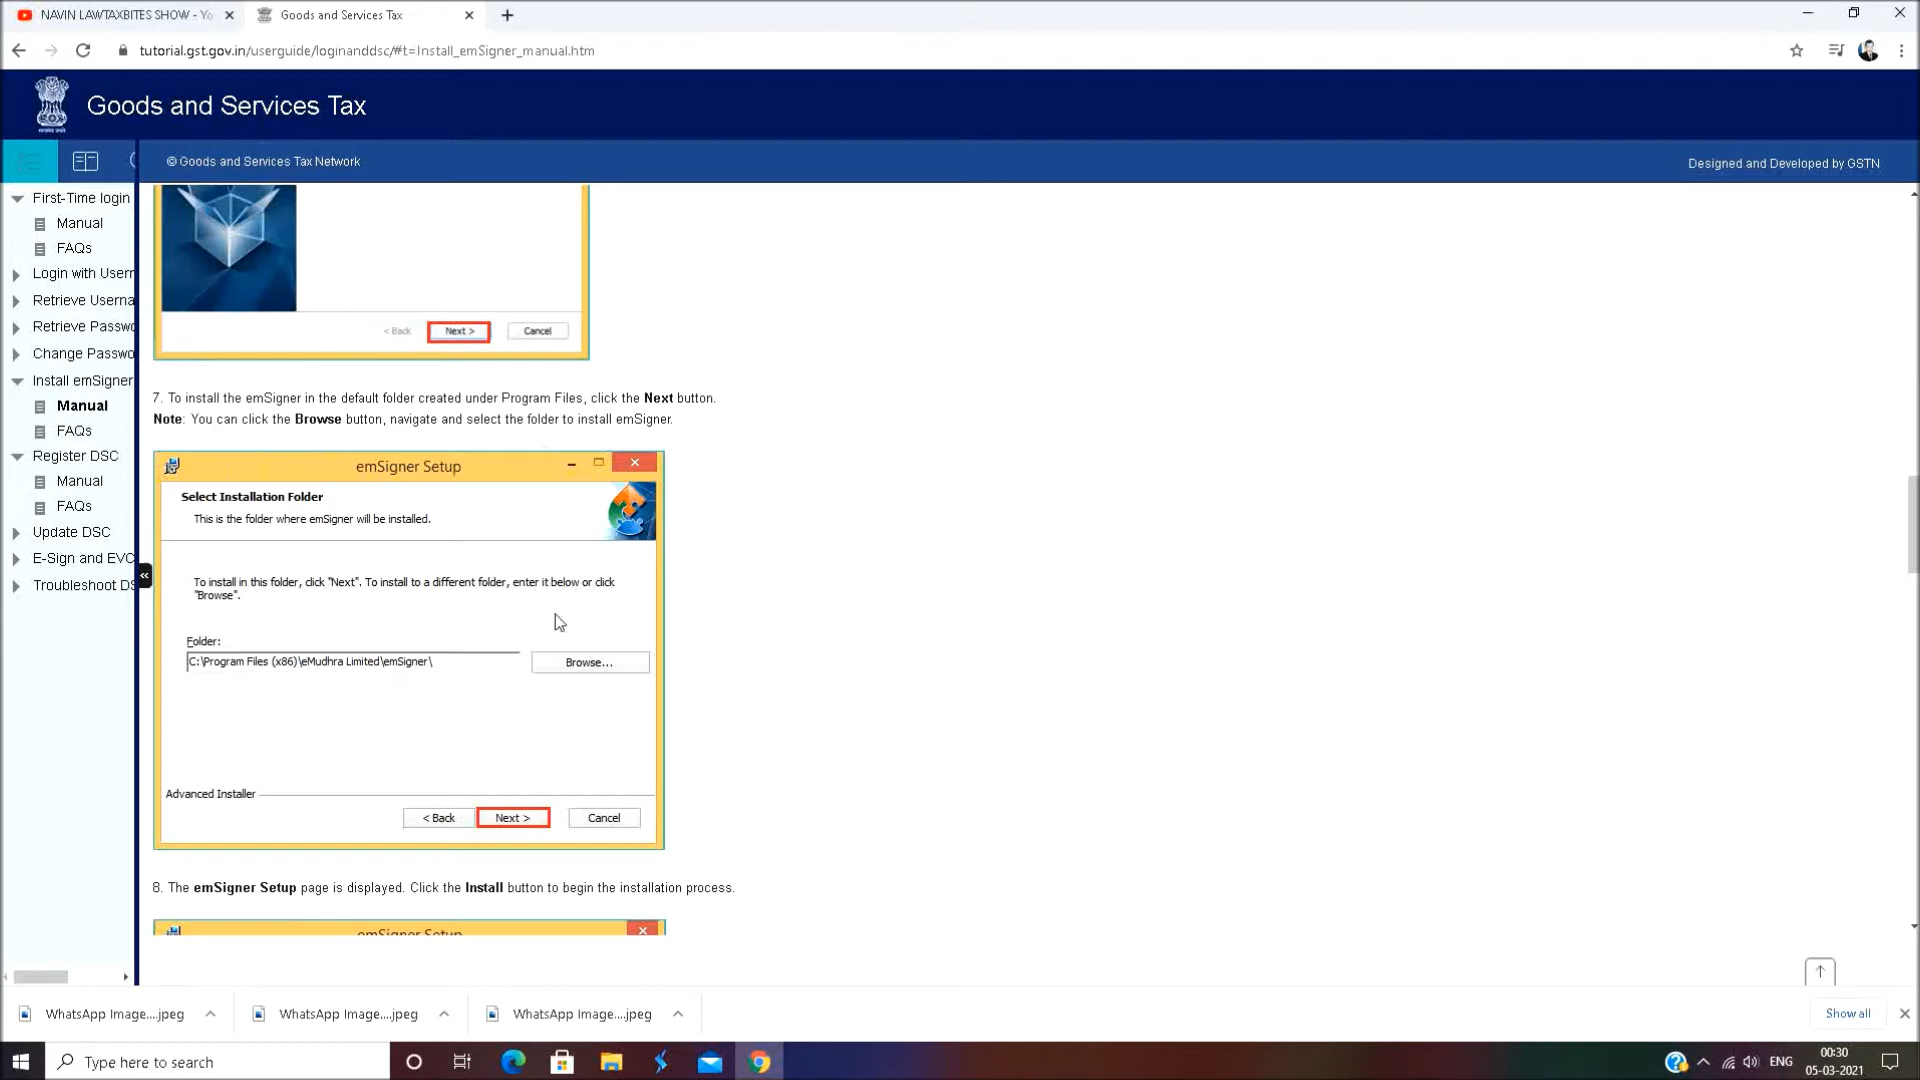 NAVIN LAWTAXBITES SHOW - Yo
Goods and Services Tax
tutorial.gst.gov.in/userguide/loginanddsc/#t=Install_emSigner_manual.htm
Goods and Services Tax
© Goods and Services Tax Network
Designed and Developed by GSTN
First-Time login
Manual
FAQs
Login with Usern
Retrieve Userna
Retrieve Passwo
Change Passwo
Install emSigner
Manual
FAQs
Register DSC
Manual
FAQs
Update DSC
E-Sign and EVC
Troubleshoot DS
< Back Next > Cancel
7. To install the emSigner in the default folder created under Program Files, click the Next button.
Note: You can click the Browse button, navigate and select the folder to install emSigner.
emSigner Setup
Select Installation Folder
This is the folder where emSigner will be installed.
To install in this folder, click "Next". To install to a different folder, enter it below or click
"Browse".
Folder:
C:\Program Files (x86)\eMudhra Limited\emSigner\ Browse...
Advanced Installer
< Back Next > Cancel
8. The emSigner Setup page is displayed. Click the Install button to begin the installation process.
emSigner Setup
WhatsApp Image....jpeg WhatsApp Image....jpeg WhatsApp Image....jpeg Show all
Type here to search
ENG
00:30
05-03-2021